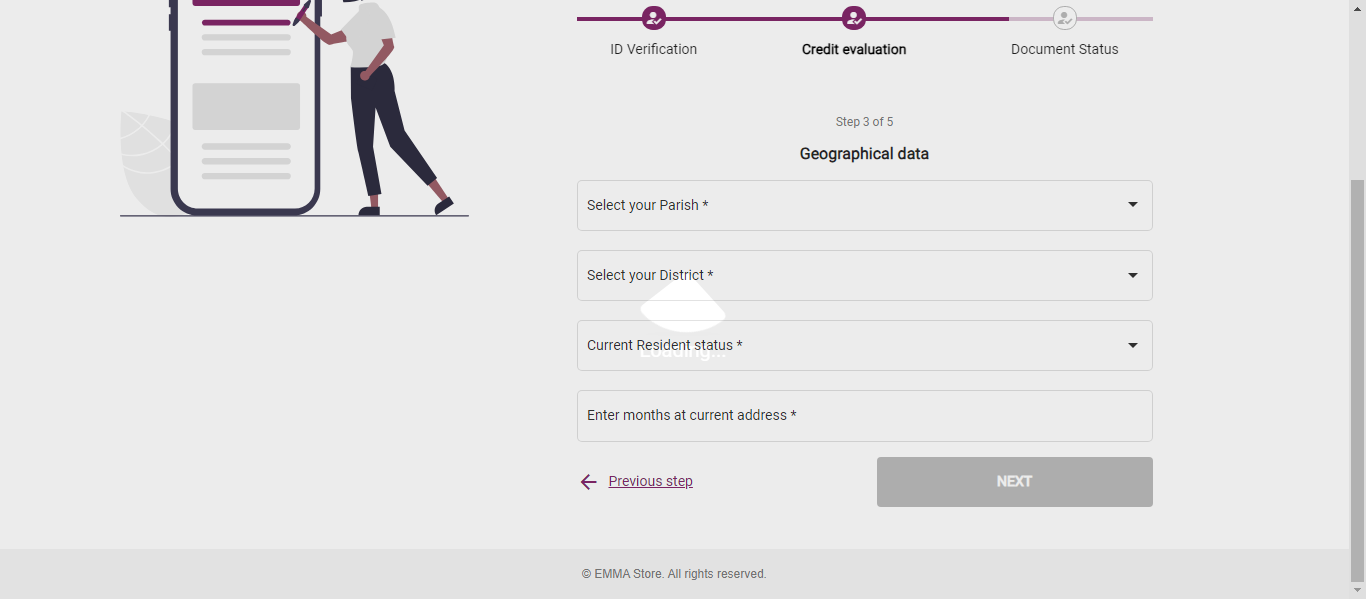 ID Verification
Credit evaluation
Document Status
Step 3 of 5
Geographical data
Select your Parish *
Select your District *
Current Resident status *
Loading...
Enter months at current address *
Previous step
NEXT
© EMMA Store. All rights reserved.